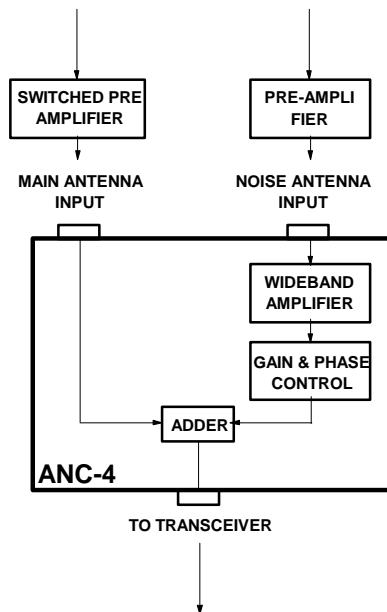 SWITCHED PRE
AMPLIFIER
PRE-AMPLI
FIER
MAIN ANTENNA
INPUT
NOISE ANTENNA
INPUT
WIDEBAND
AMPLIFIER
GAIN & PHASE
CONTROL
ADDER
ANC-4
TO TRANSCEIVER